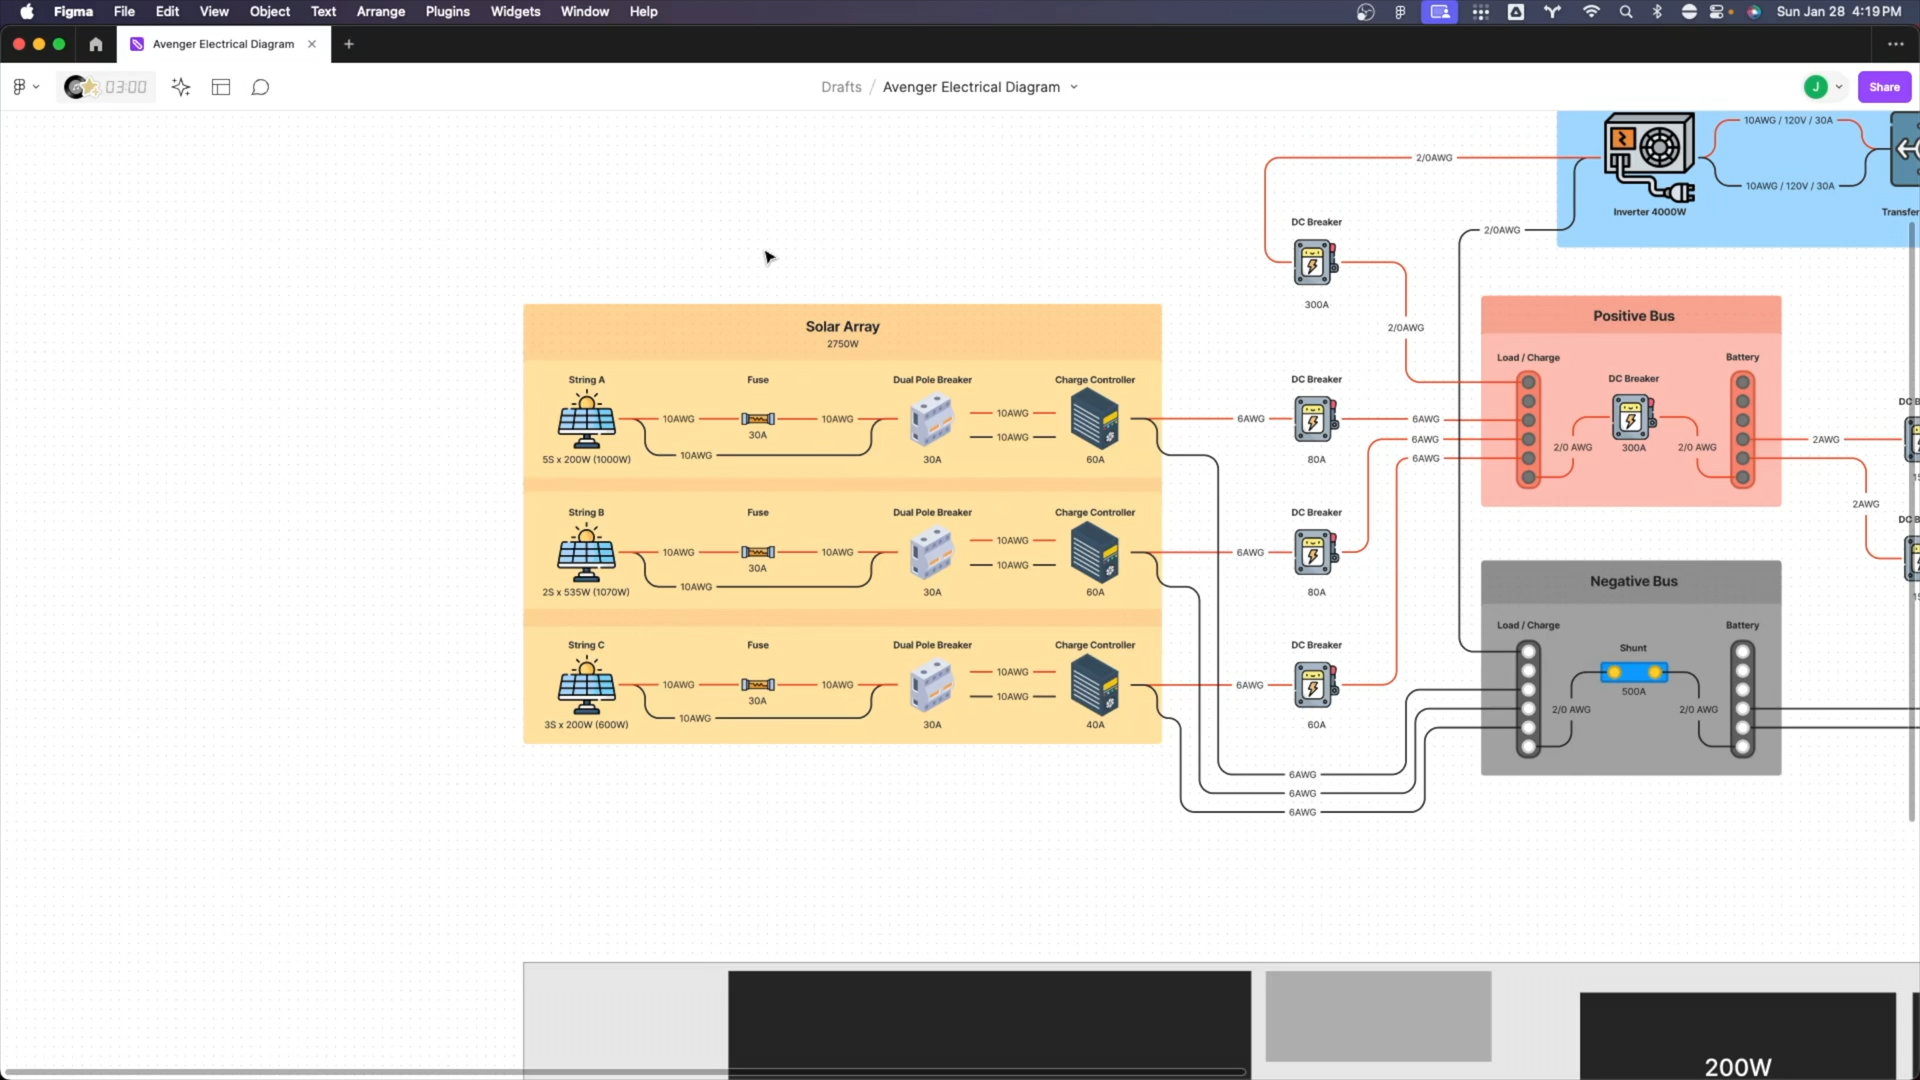 Figma File Edit View Object Text Arrange Plugins Widgets Window Help Sun Jan 28 4:19 PM
Avenger Electrical Diagram
03:00 Drafts / Avenger Electrical Diagram J Share
10AWG / 120V / 30A
2/0AWG
10AWG / 120V / 30A
Inverter 4000W Transfer
DC Breaker
2/0AWG
300A
2/0AWG
Solar Array
2750W
Positive Bus
Load / Charge Battery
String A Fuse Dual Pole Breaker Charge Controller DC Breaker DC Breaker
10AWG 10AWG 10AWG 6AWG 6AWG
30A 10AWG 6AWG 2AWG
10AWG 2/0 AWG 300A 2/0 AWG
5S x 200W (1000W) 30A 60A 80A 6AWG
2AWG
String B Fuse Dual Pole Breaker Charge Controller DC Breaker
10AWG 10AWG 10AWG 6AWG
30A 10AWG
10AWG
2S x 535W (1070W) 30A 60A 80A
Negative Bus
Load / Charge Battery
String C Fuse Dual Pole Breaker Charge Controller DC Breaker Shunt
10AWG 10AWG 10AWG 6AWG 500A
30A 10AWG 2/0 AWG 2/0 AWG
10AWG
3S x 200W (600W) 30A 40A 60A
6AWG
6AWG
6AWG
200W